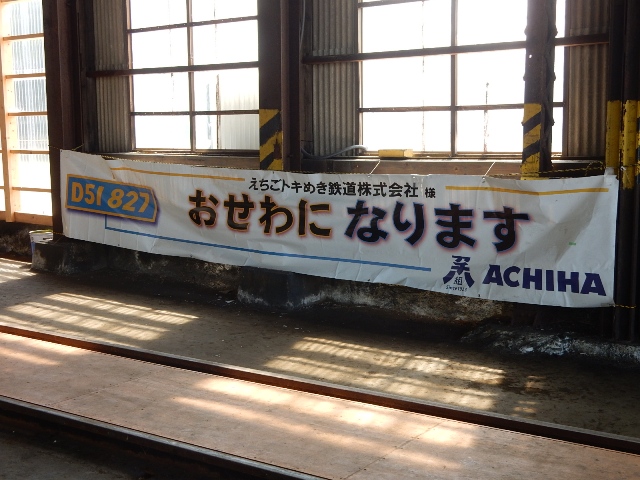 えちごトキめき鉄道株式会社 様
D51 827
おせわに なります
組
ACHIHA